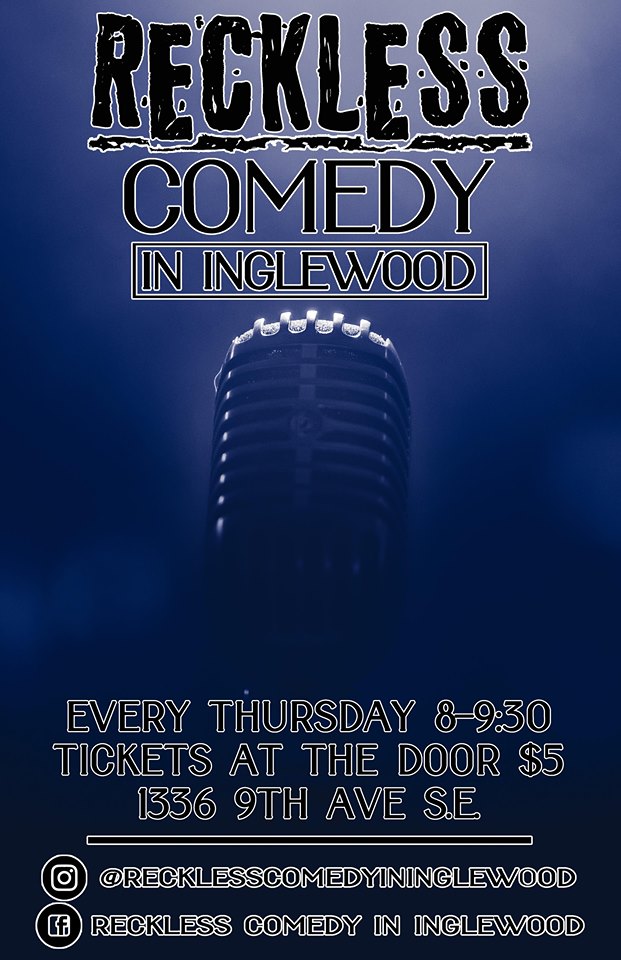 RECKLESS
COMEDY
IN INGLEWOOD
EVERY THURSDAY 8-9:30
TICKETS AT THE DOOR $5
1336 9TH AVE S.E.
@RECKLESSCOMEDYININGLEWOOD
RECKLESS COMEDY IN INGLEWOOD